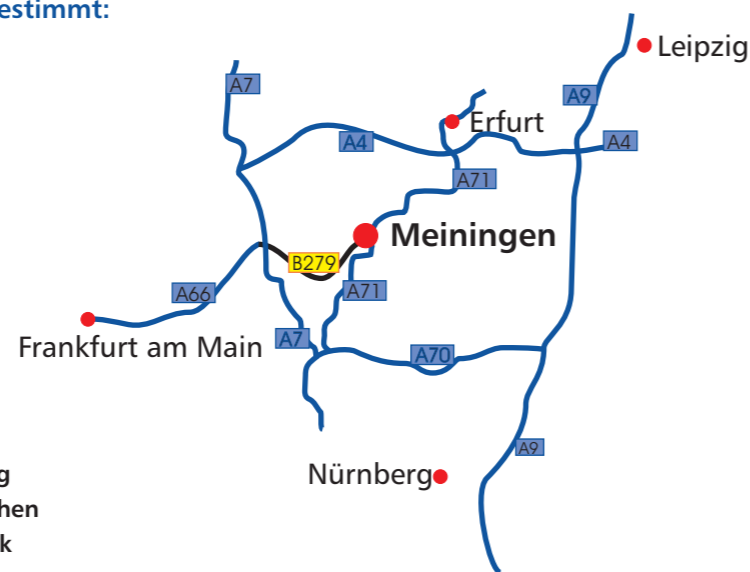 estimmt:
Leipzig
A7
A9
Erfurt
A4
A4
A71
Meiningen
B279
A71
A66
A7
Frankfurt am Main
A70
A9
Nürnberg
g
hen
k